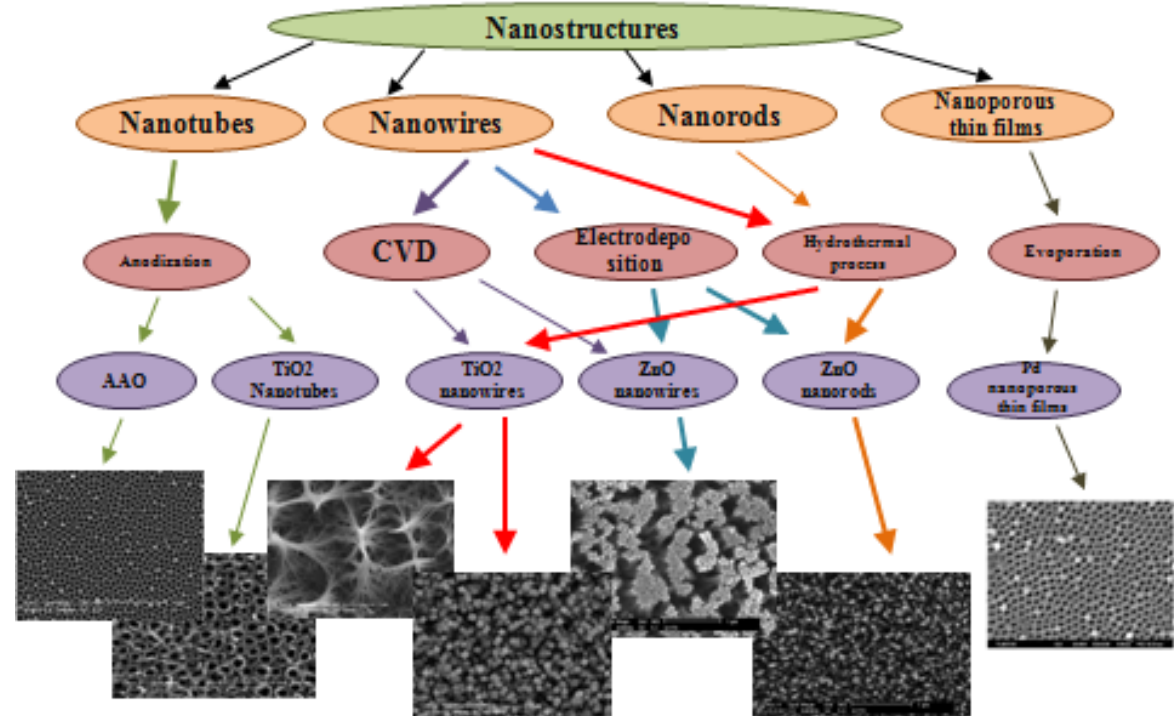 Nanostructures
Nanotubes
Nanowires
Nanorods
Nanoporous
thin films
Anodization
CVD
Electrodepo
sition
Hydrothermal
process
Evoporation
AAO
TiO2
Nanotubes
TiO2
nanowires
ZnO
nanowires
ZnO
nanorods
Pd
nanoporous
thin films